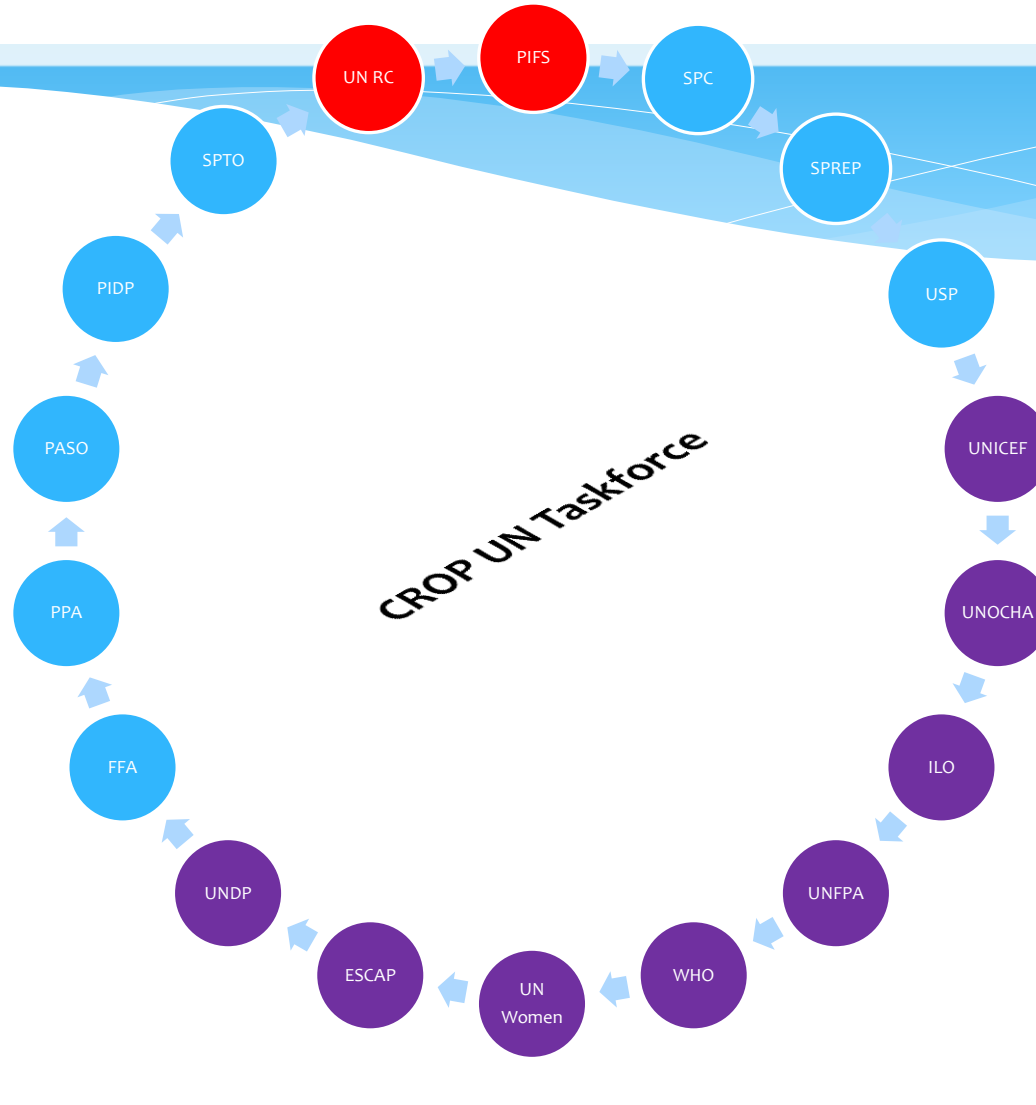 PIFS
SPC
SPREP
USP
UNICEF
UNOCHA
ILO
UNFPA
WHO
UN
Women
ESCAP
UNDP
FFA
PPA
PASO
PIDP
SPTO
UN RC
CROP UN Taskforce